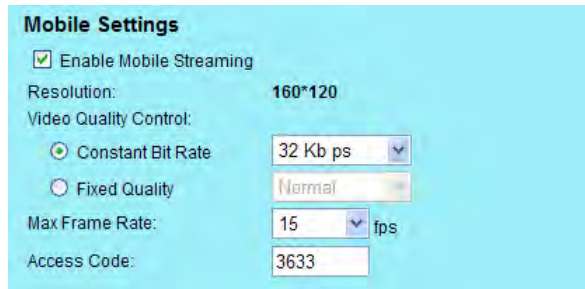 Mobile Settings
Enable Mobile Streaming
Resolution: 160*120
Video Quality Control:
Constant Bit Rate 32 Kb ps
Fixed Quality Normal
Max Frame Rate: 15 fps
Access Code: 3633